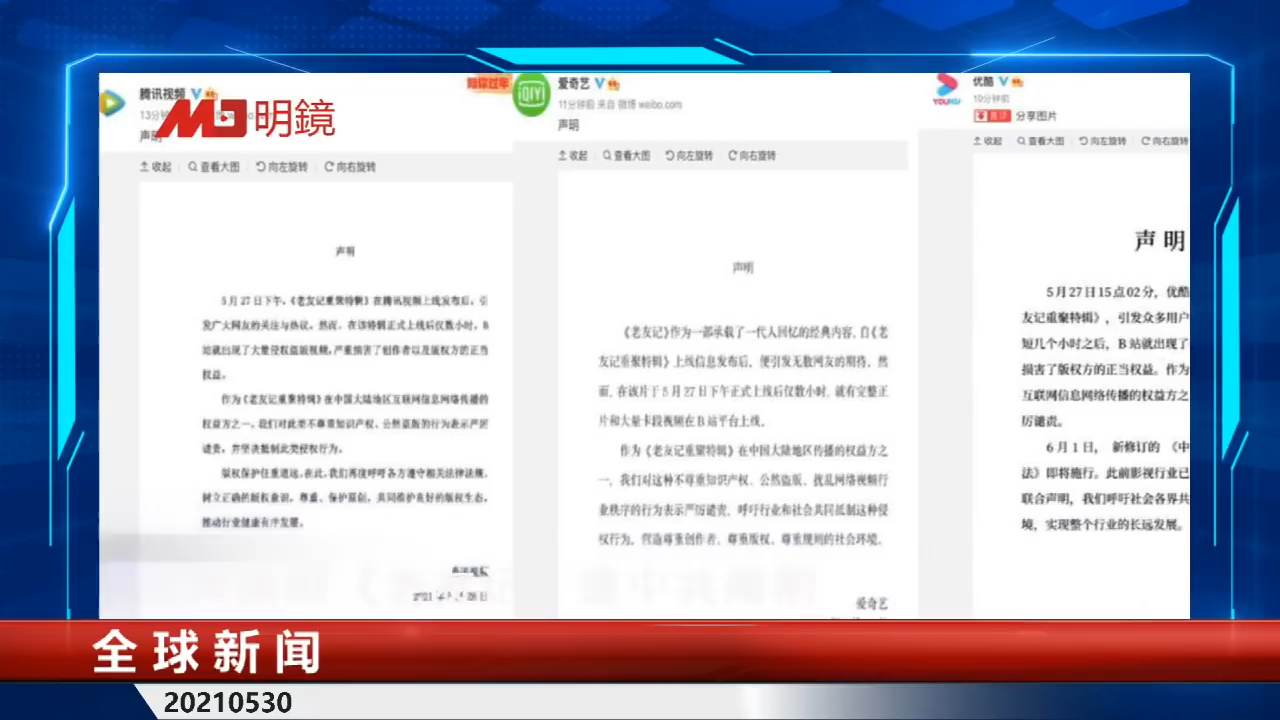 腾讯视频
13分钟
声明
明鏡
收起 查看大图 向左旋转 向右旋转
声明
5月27日下午,《老友记重聚特辑》在腾讯视频上线发布后,引
发广大网友的关注与热议。然而,在该特辑正式上线后仅数小时,B
站就出现了大量侵权盗版视频,严重损害了创作者以及版权方的正当
权益。
作为《老友记重聚特辑》在中国大陆地区互联网信息网络传播的
权益方之一,我们对此类不尊重知识产权、公然盗版的行为表示严厉
谴责,并坚决抵制此类侵权行为。
版权保护任重道远,在此,我们再度呼吁各方遵守相关法律法规,
树立正确的版权意识,尊重、保护原创,共同维护良好的版权生态,
推动行业健康有序发展。
腾讯视频
iQIYI
爱奇艺
11分钟前 来自 微博 weibo.com
声明
收起 查看大图 向左旋转 向右旋转
声明
《老友记》作为一部承载了一代人回忆的经典内容,自《老
友记重聚特辑》上线信息发布后,便引发无数网友的期待。然
而,在该片于5月27日下午正式上线后仅数小时,就有完整正
片和大量卡段视频在B站平台上线。
作为《老友记重聚特辑》在中国大陆地区传播的权益方之
一,我们对这种不尊重知识产权、公然盗版、扰乱网络视频行
业秩序的行为表示严厉谴责,呼吁行业和社会共同抵制这种侵
权行为,营造尊重创作者、尊重版权、尊重规则的社会环境。
爱奇艺
YOUKU
优酷
10分钟前
分享图片
收起 查看大图 向左旋转 向右旋转
声明
5月27日15点02分,优酷
友记重聚特辑》,引发众多用户
短几个小时之后,B站就出现了
损害了版权方的正当权益。作为
互联网信息网络传播的权益方之
厉谴责。
6月1日, 新修订的 《中
法》即将施行。此前影视行业已
联合声明,我们呼吁社会各界共
境,实现整个行业的长远发展。
全球新闻
20210530